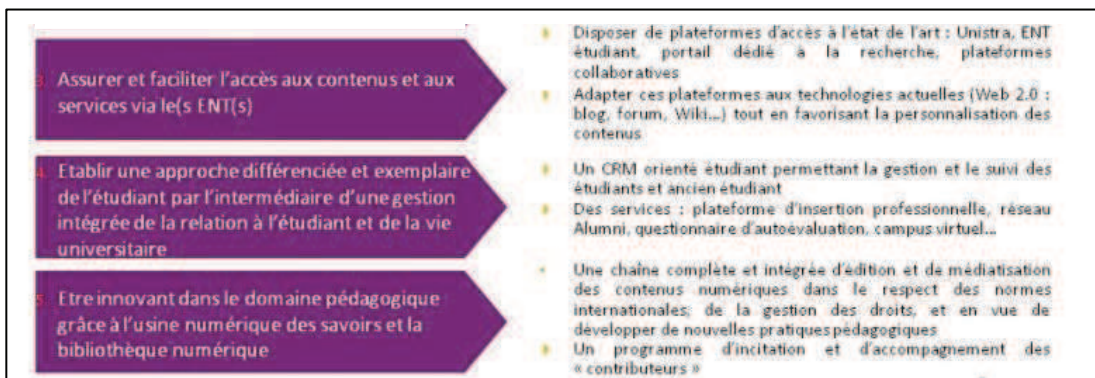 3. Assurer et faciliter l'accès aux contenus et aux
services via le(s ENT(s)
Disposer de plateformes d'accès à l'état de l'art : Unistra, ENT
étudiant, portail dédié à la recherche, plateformes
collaboratives
Adapter ces plateformes aux technologies actuelles (Web 2.0 :
blog, forum, Wiki...) tout en favorisant la personnalisation des
contenus
4. Etablir une approche différenciée et exemplaire
de l'étudiant par l'intermédiaire d'une gestion
intégrée de la relation à l'étudiant et de la vie
universitaire
Un CRM orienté étudiant permettant la gestion et le suivi des
étudiants et ancien étudiant
Des services : plateforme d'insertion professionnelle, réseau
Alumni, questionnaire d'autoévaluation, campus virtuel...
5. Etre innovant dans le domaine pédagogique
grâce à l'usine numérique des savoirs et la
bibliothèque numérique
Une chaîne complète et intégrée d'édition et de médiatisation
des contenus numériques dans le respect des normes
internationales, de la gestion des droits, et en vue de
développer de nouvelles pratiques pédagogiques
Un programme d'incitation et d'accompagnement des
« contributeurs »